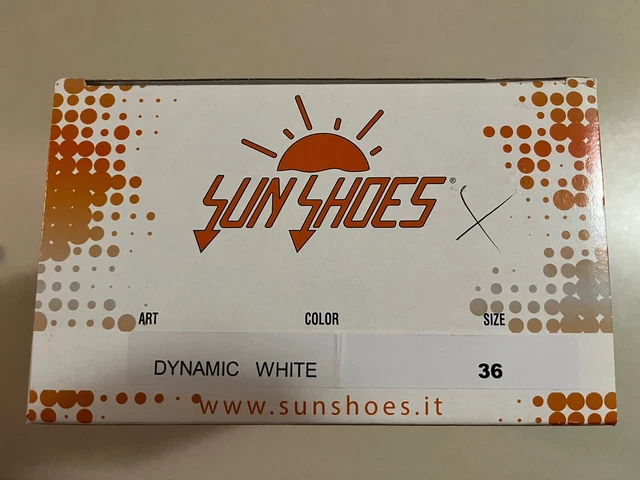 SUN SHOES®
X
ART COLOR SIZE
DYNAMIC WHITE 36
www.sunshoes.it